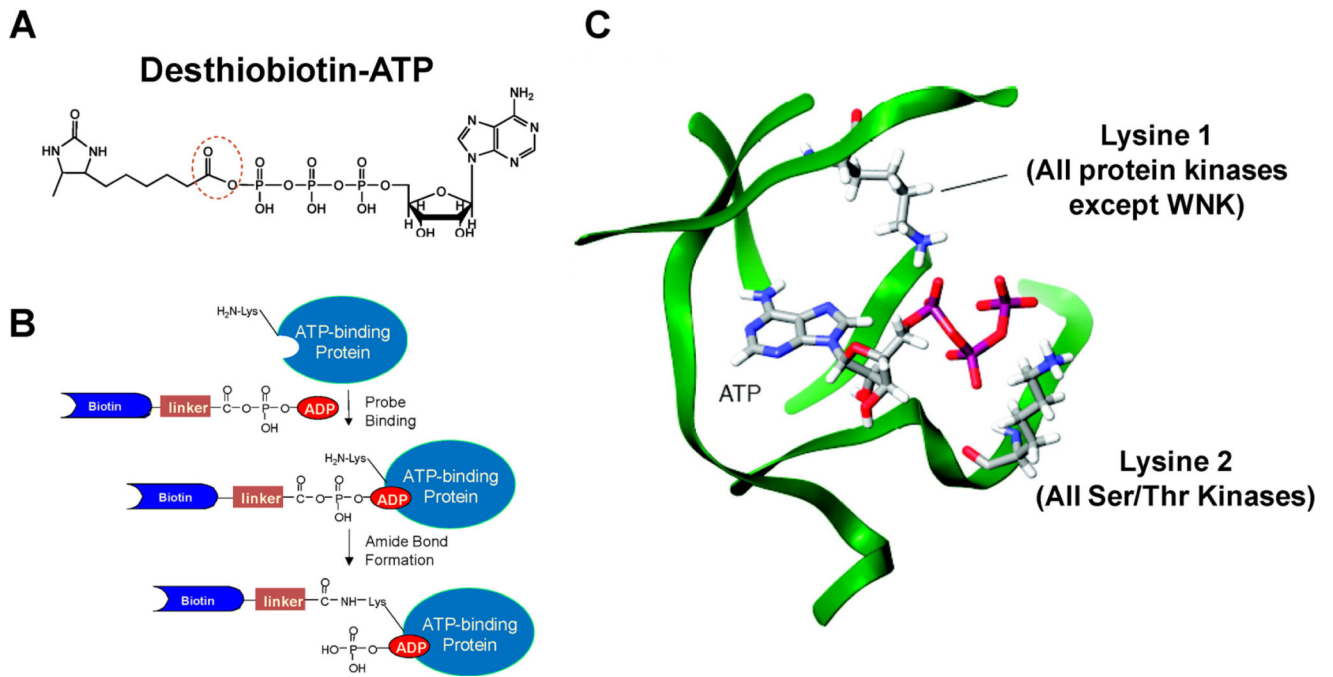 A
Desthiobiotin-ATP
O
HN
NH
O
O
O
O
O
P
O
P
O
P
O
OH
OH
OH
NH₂
N
N
N
N
O
H
H
H
H
OH
OH
B
H₂N-Lys
ATP-binding
Protein
Biotin
linker
O
C
O
O
P
O
OH
ADP
Probe
Binding
H₂N-Lys
ATP-binding
Protein
Biotin
linker
O
C
O
O
P
O
OH
ADP
Amide Bond
Formation
Biotin
linker
O
C
NH
Lys
ATP-binding
Protein
O
HO
P
O
OH
ADP
C
Lysine 1
(All protein kinases
except WNK)
ATP
Lysine 2
(All Ser/Thr Kinases)